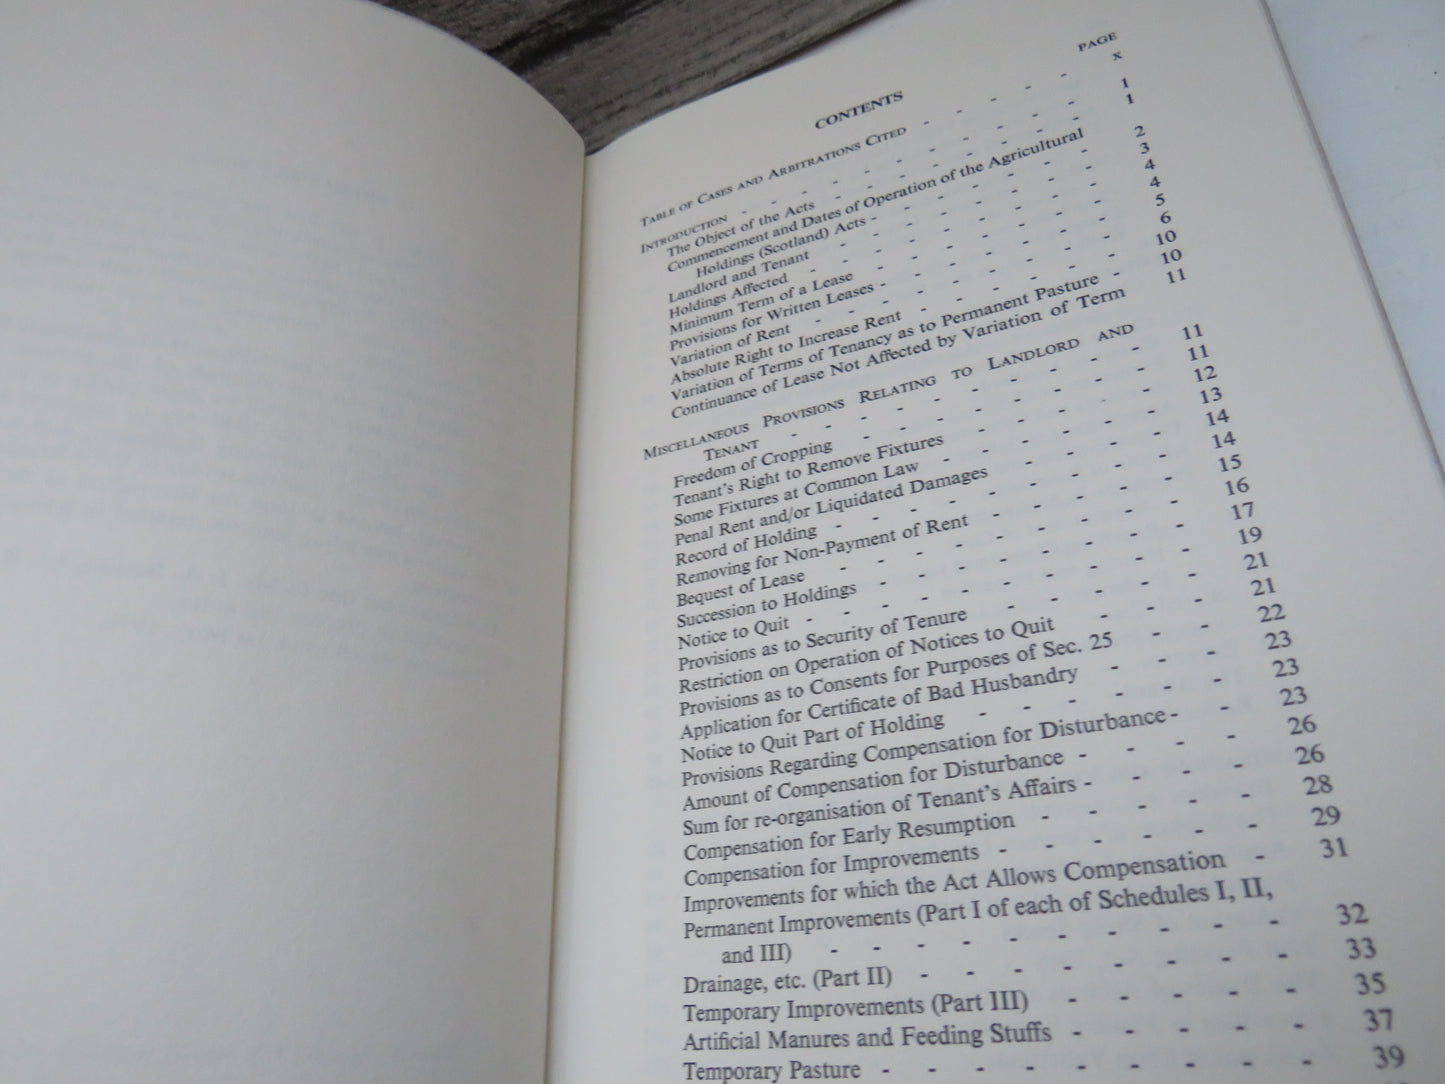 CONTENTS
PAGE
TABLE OF CASES AND ARBITRATIONS CITED - - - - x
INTRODUCTION - - - - - - 1
The Object of the Acts - - - - - 1
Commencement and Dates of Operation of the Agricultural
Holdings (Scotland) Acts - - - - 2
Landlord and Tenant - - - - - 3
Holdings Affected - - - - - 4
Minimum Term of a Lease - - - - - 4
Provisions for Written Leases - - - - - 5
Variation of Rent - - - - - - 6
Absolute Right to Increase Rent - - - - - 10
Variation of Terms of Tenancy as to Permanent Pasture - 10
Continuance of Lease Not Affected by Variation of Term 11
MISCELLANEOUS PROVISIONS RELATING TO LANDLORD AND
TENANT - - - - - - - - 11
Freedom of Cropping - - - - - - 11
Tenant's Right to Remove Fixtures - - - - 12
Some Fixtures at Common Law - - - - - 13
Penal Rent and/or Liquidated Damages - - - - 14
Record of Holding - - - - - - - 14
Removing for Non-Payment of Rent - - - - 15
Bequest of Lease - - - - - - - 16
Succession to Holdings - - - - - - 17
Notice to Quit - - - - - - - - 19
Provisions as to Security of Tenure - - - - 21
Restriction on Operation of Notices to Quit - - - 21
Provisions as to Consents for Purposes of Sec. 25 - - 22
Application for Certificate of Bad Husbandry - - - 23
Notice to Quit Part of Holding - - - - - - 23
Provisions Regarding Compensation for Disturbance - - 23
Amount of Compensation for Disturbance - - - - 26
Sum for re-organisation of Tenant's Affairs - - - - 26
Compensation for Early Resumption - - - - - 28
Compensation for Improvements - - - - - - 29
Improvements for which the Act Allows Compensation - 31
Permanent Improvements (Part I of each of Schedules I, II,
and III) - - - - - - - - - - - 32
Drainage, etc. (Part II) - - - - - - - - 33
Temporary Improvements (Part III) - - - - - 35
Artificial Manures and Feeding Stuffs - - - - - 37
Temporary Pasture - - - - - - - - - 39